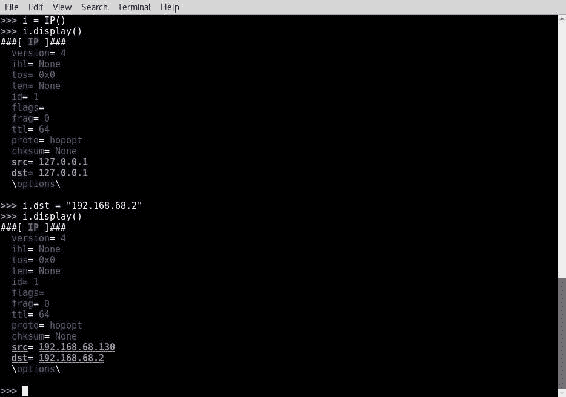 File Edit View Search Terminal Help
>>> i = IP()
>>> i.display()
###[ IP ]###
  version= 4
  ihl= None
  tos= 0x0
  len= None
  id= 1
  flags=
  frag= 0
  ttl= 64
  proto= hopopt
  chksum= None
  src= 127.0.0.1
  dst= 127.0.0.1
  \options\
>>> i.dst = "192.168.68.2"
>>> i.display()
###[ IP ]###
  version= 4
  ihl= None
  tos= 0x0
  len= None
  id= 1
  flags=
  frag= 0
  ttl= 64
  proto= hopopt
  chksum= None
  src= 192.168.68.130
  dst= 192.168.68.2
  \options\
>>>